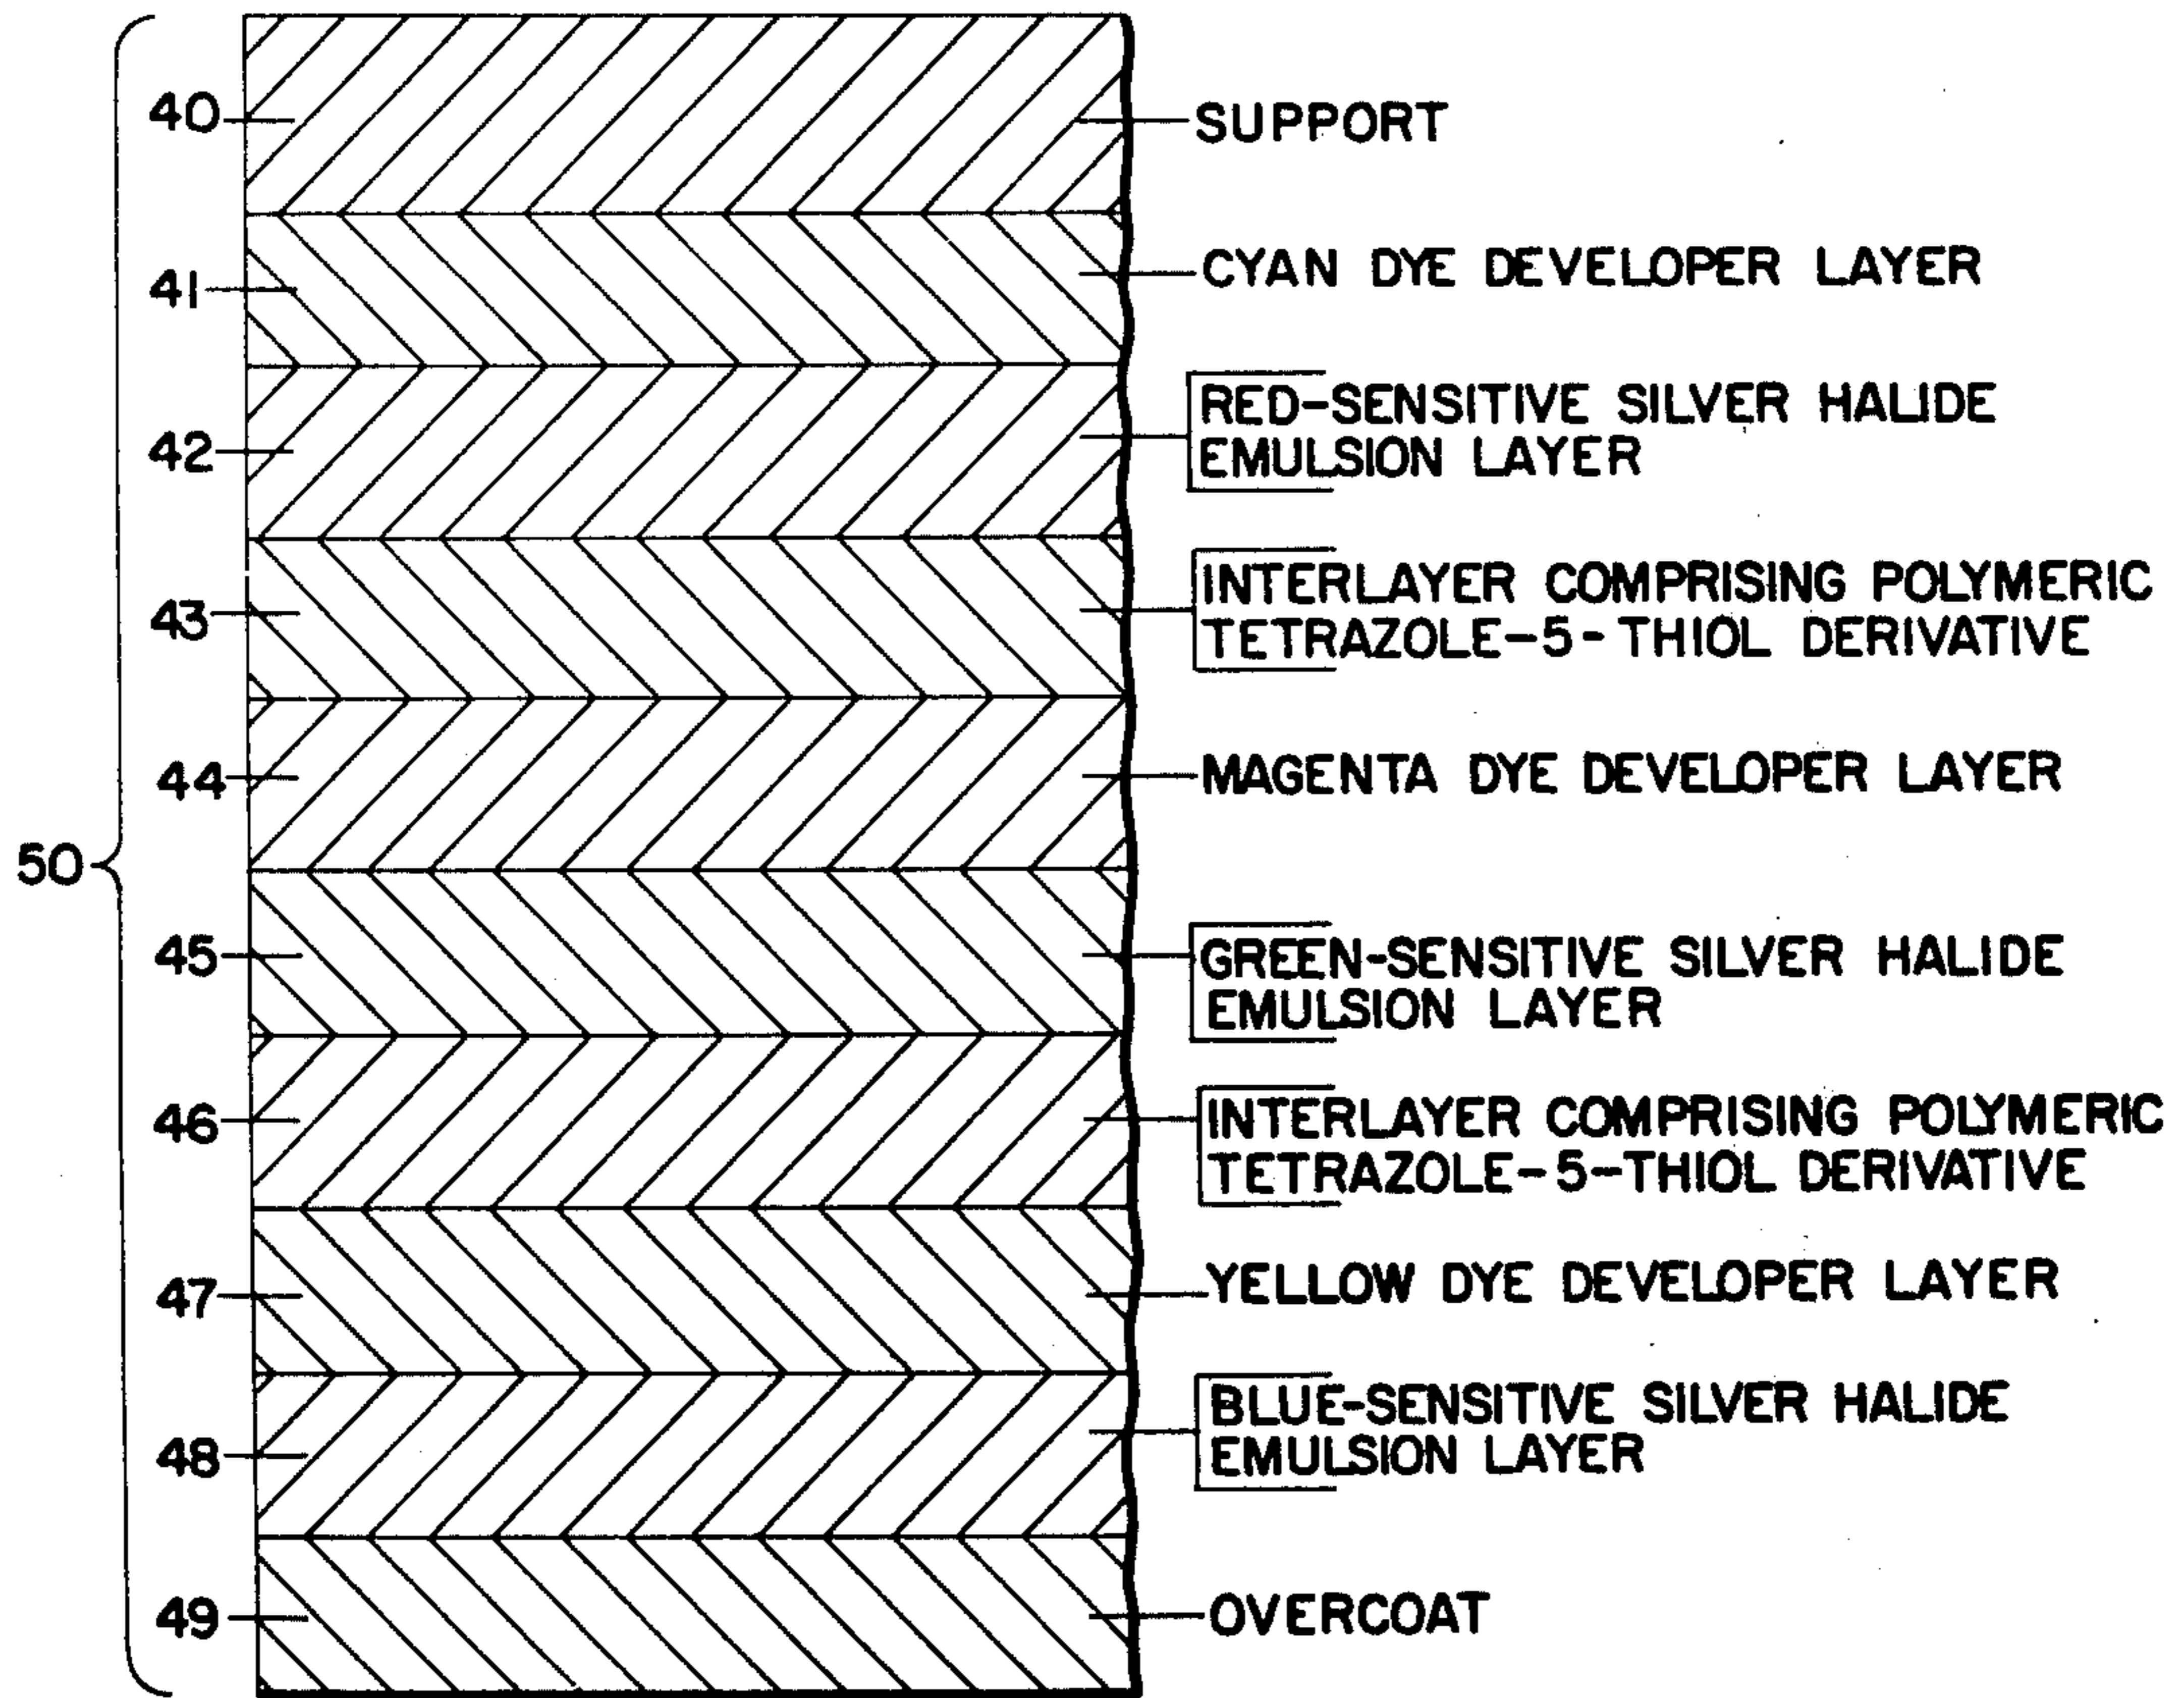 40 SUPPORT
41 CYAN DYE DEVELOPER LAYER
42 RED-SENSITIVE SILVER HALIDE
EMULSION LAYER
43 INTERLAYER COMPRISING POLYMERIC
TETRAZOLE-5-THIOL DERIVATIVE
44 MAGENTA DYE DEVELOPER LAYER
50
45 GREEN-SENSITIVE SILVER HALIDE
EMULSION LAYER
46 INTERLAYER COMPRISING POLYMERIC
TETRAZOLE-5-THIOL DERIVATIVE
47 YELLOW DYE DEVELOPER LAYER
48 BLUE-SENSITIVE SILVER HALIDE
EMULSION LAYER
49 OVERCOAT